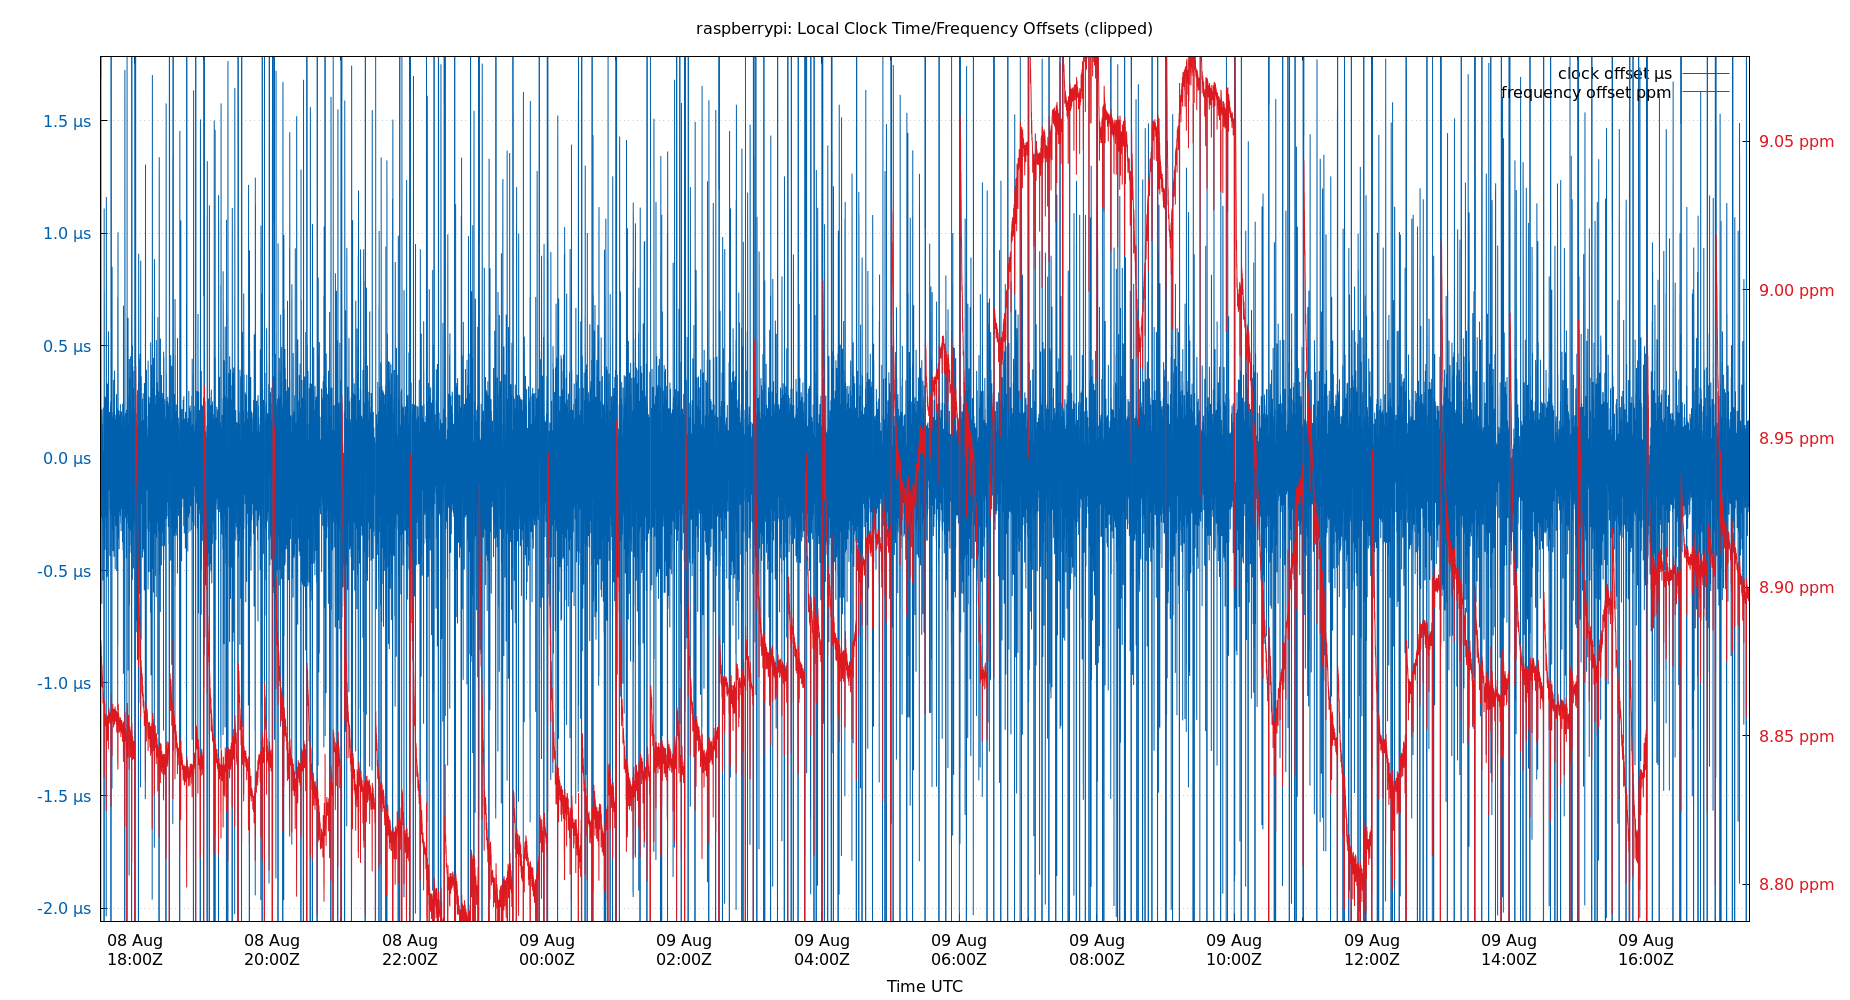 raspberrypi: Local Clock Time/Frequency Offsets (clipped)
clock offset µs
frequency offset ppm
1.5 µs
1.0 µs
0.5 µs
0.0 µs
-0.5 µs
-1.0 µs
-1.5 µs
-2.0 µs
9.05 ppm
9.00 ppm
8.95 ppm
8.90 ppm
8.85 ppm
8.80 ppm
08 Aug
18:00Z
08 Aug
20:00Z
08 Aug
22:00Z
09 Aug
00:00Z
09 Aug
02:00Z
09 Aug
04:00Z
09 Aug
06:00Z
09 Aug
08:00Z
09 Aug
10:00Z
09 Aug
12:00Z
09 Aug
14:00Z
09 Aug
16:00Z
Time UTC